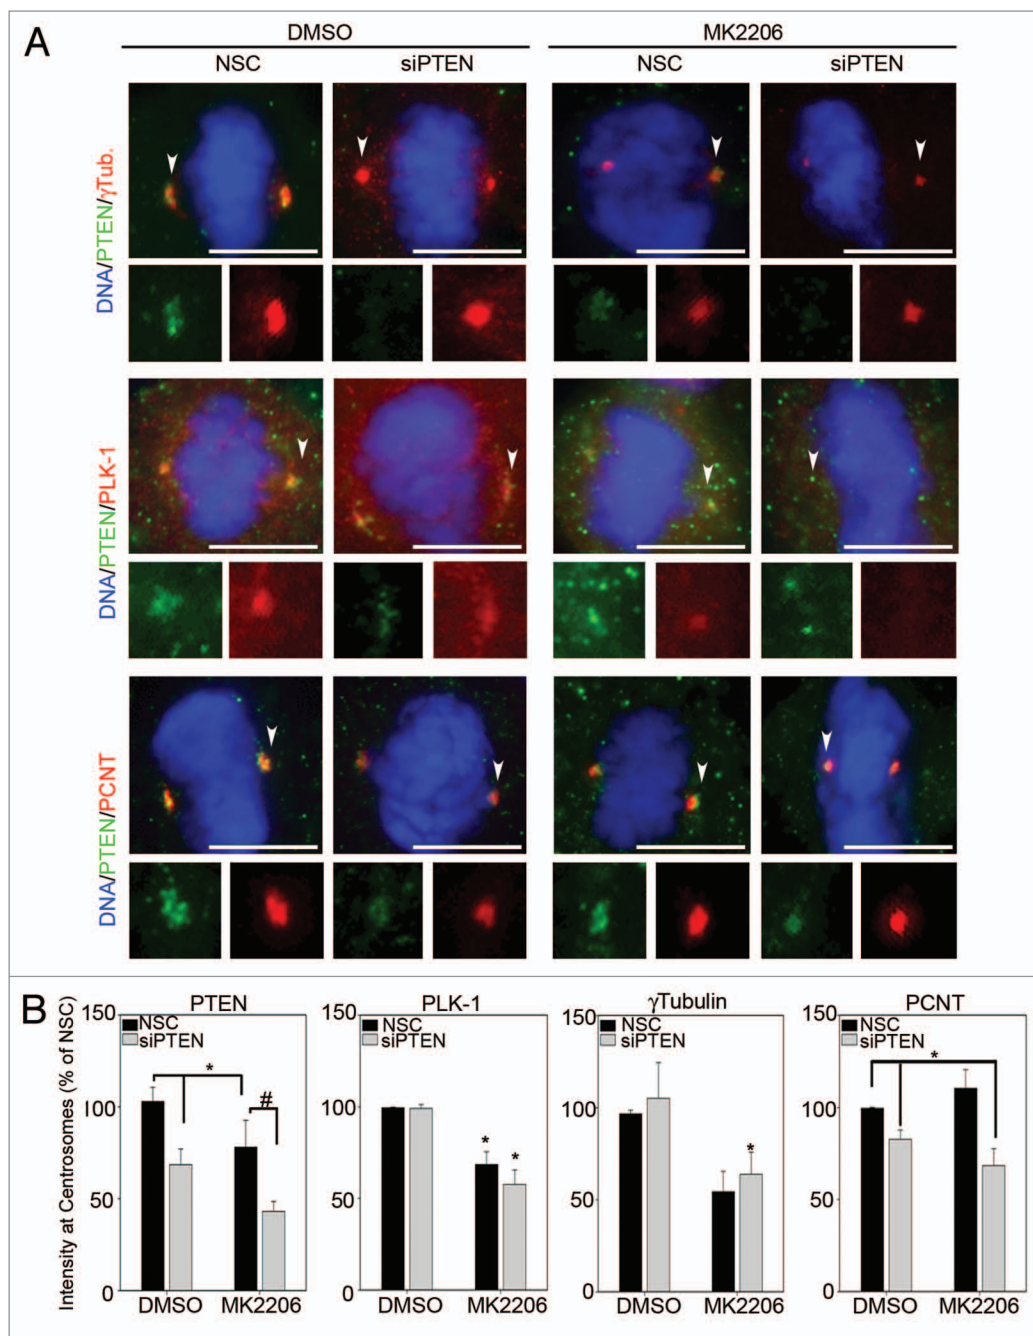 A
DMSO MK2206
NSC siPTEN NSC siPTEN
DNA/PTEN/γTub.
DNA/PTEN/PLK-1
DNA/PTEN/PCNT
B
PTEN PLK-1 γTubulin PCNT
Intensity at Centrosomes (% of NSC)
150
100
50
0
NSC
siPTEN
*
#
DMSO MK2206
150
100
50
0
NSC
siPTEN
* *
DMSO MK2206
150
100
50
0
NSC
siPTEN
*
DMSO MK2206
150
100
50
0
NSC
siPTEN
*
DMSO MK2206